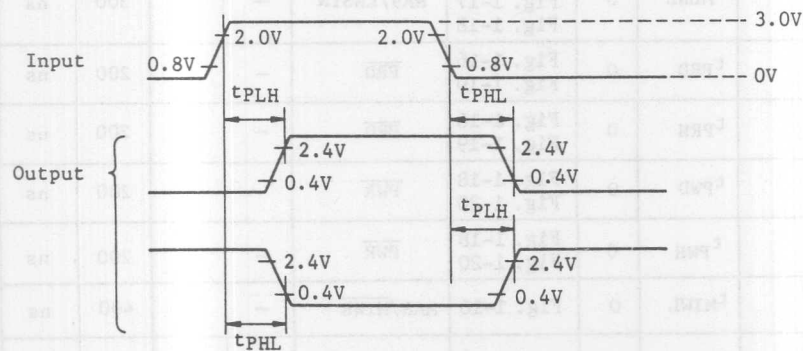 3.0V
2.0V 2.0V
Input
0.8V 0.8V
0V
tPLH tPHL
2.4V 2.4V
Output
0.4V 0.4V
tPLH
2.4V 2.4V
0.4V 0.4V
tPHL